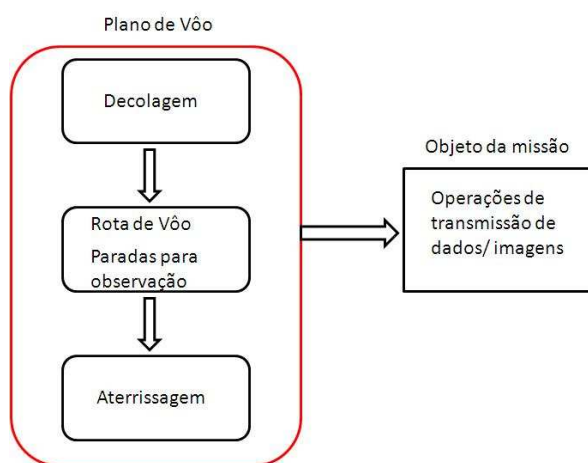 Plano de Vôo
Decolagem
Rota de Vôo
Paradas para
observação
Aterrissagem
Objeto da missão
Operações de
transmissão de
dados/ imagens